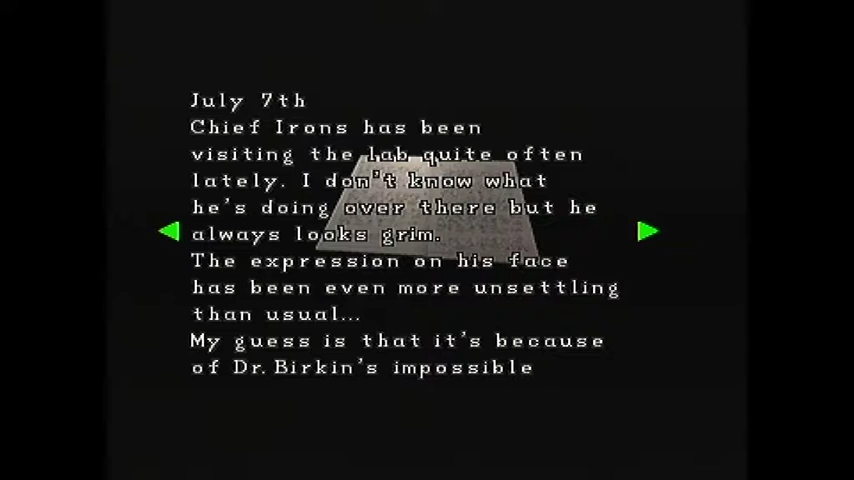 July 7th
Chief Irons has been
visiting the lab quite often
lately. I don't know what
he's doing over there but he
always looks grim.
The expression on his face
has been even more unsettling
than usual...
My guess is that it's because
of Dr. Birkin's impossible